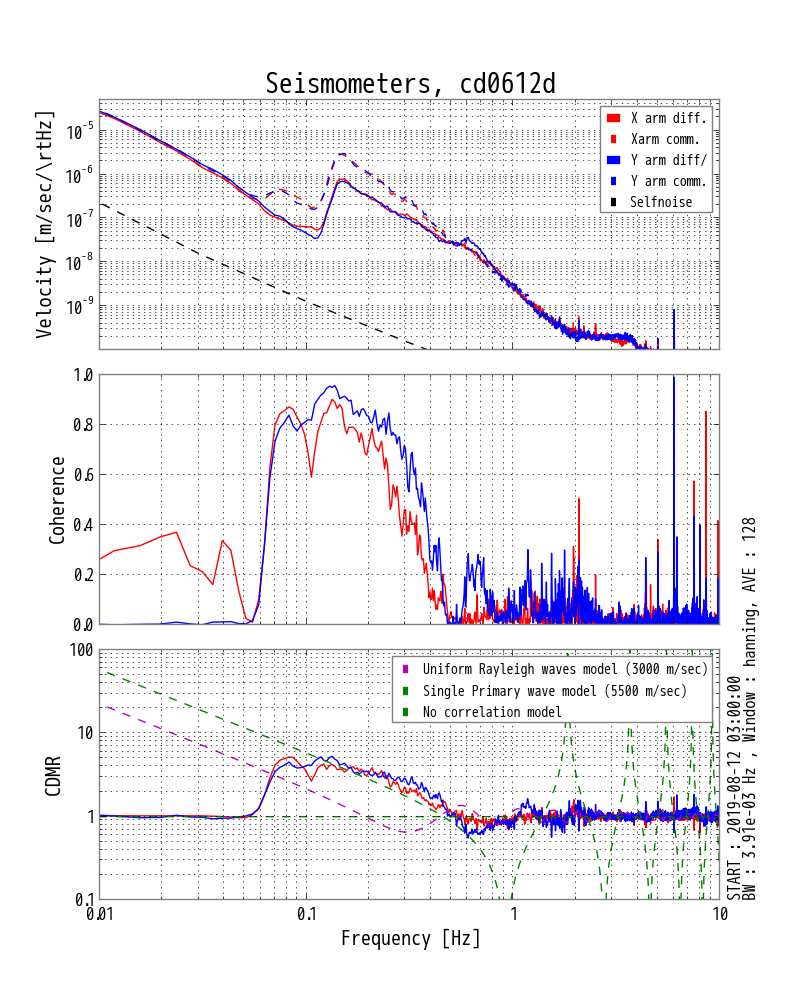 Seismometers, cd0612d
Velocity [m/sec/\rtHz]
10^-5
10^-6
10^-7
10^-8
10^-9
X arm diff.
Xarm comm.
Y arm diff/
Y arm comm.
Selfnoise
Coherence
1.0
0.8
0.6
0.4
0.2
0.0
CDMR
100
10
1
0.1
Uniform Rayleigh waves model (3000 m/sec)
Single Primary wave model (5500 m/sec)
No correlation model
0.01
0.1
1
10
Frequency [Hz]
START : 2019-08-12 03:00:00
BW : 3.91e-03 Hz , Window : hanning, AVE : 128